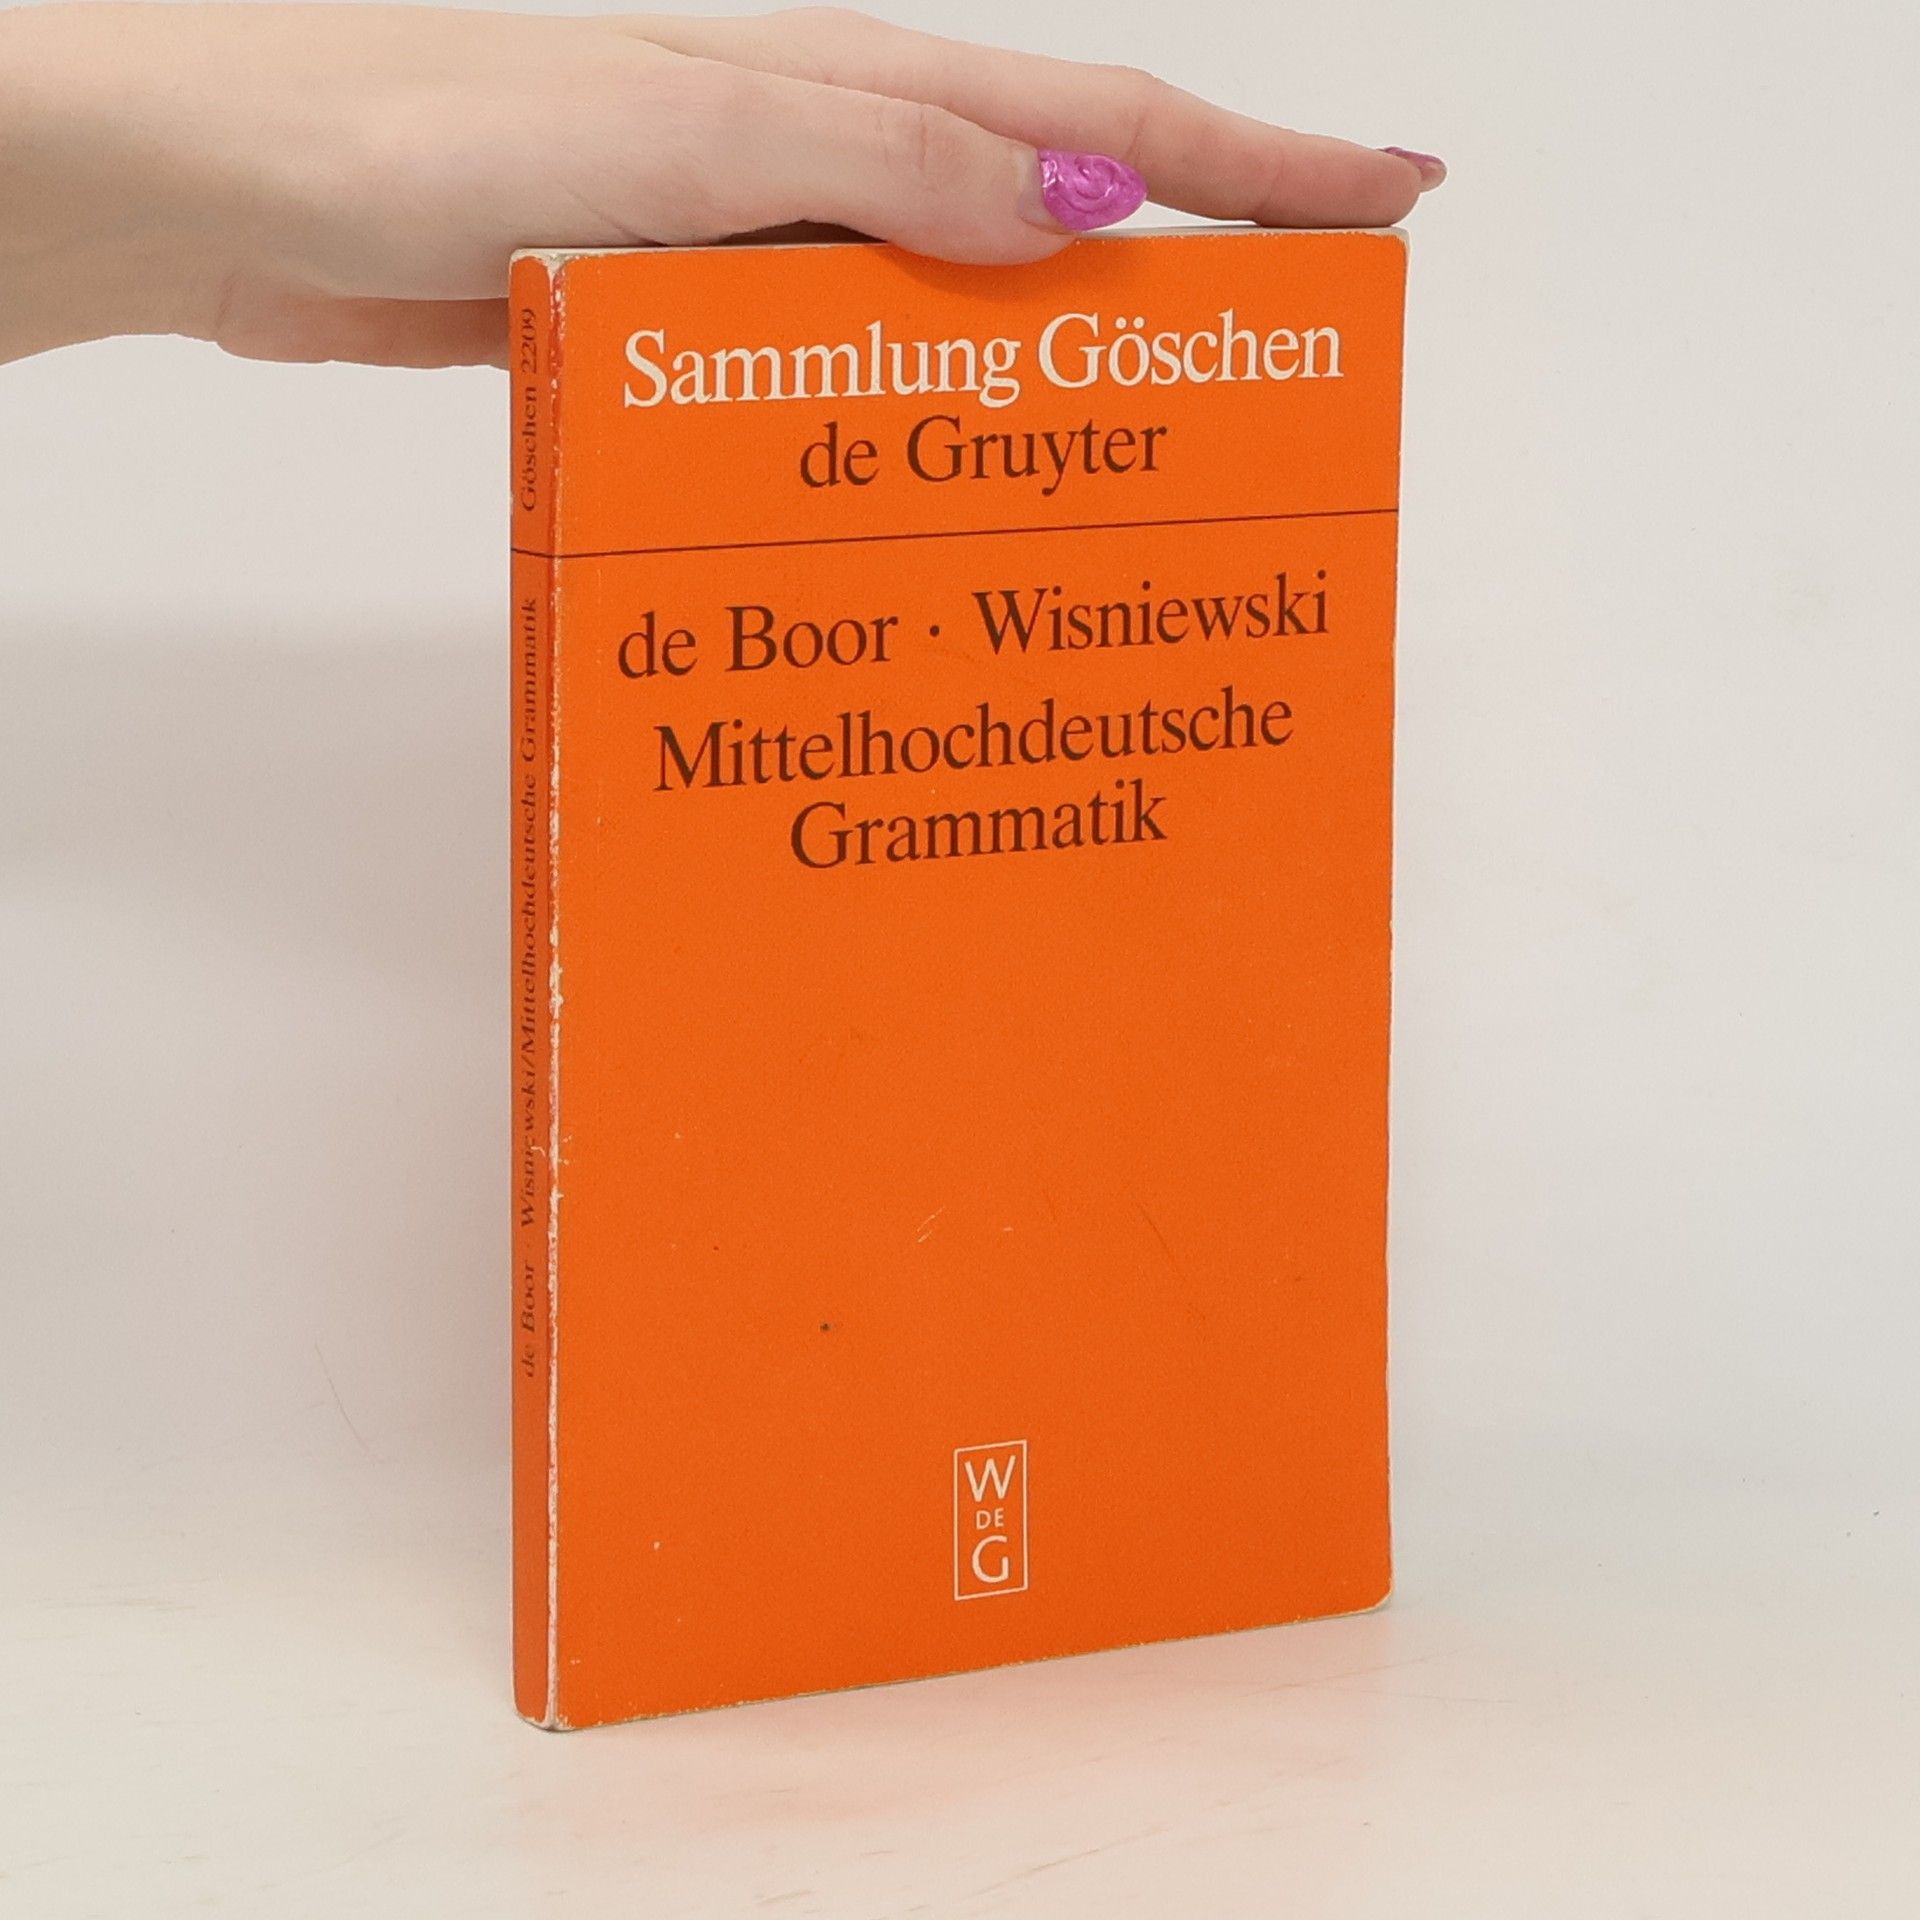 Sammlung Göschen
de Gruyter
de Boor · Wisniewski
Mittelhochdeutsche
Grammatik
W
DE
G
de Boor · Wisniewski/Mittelhochdeutsche Grammatik
Göschen 2209